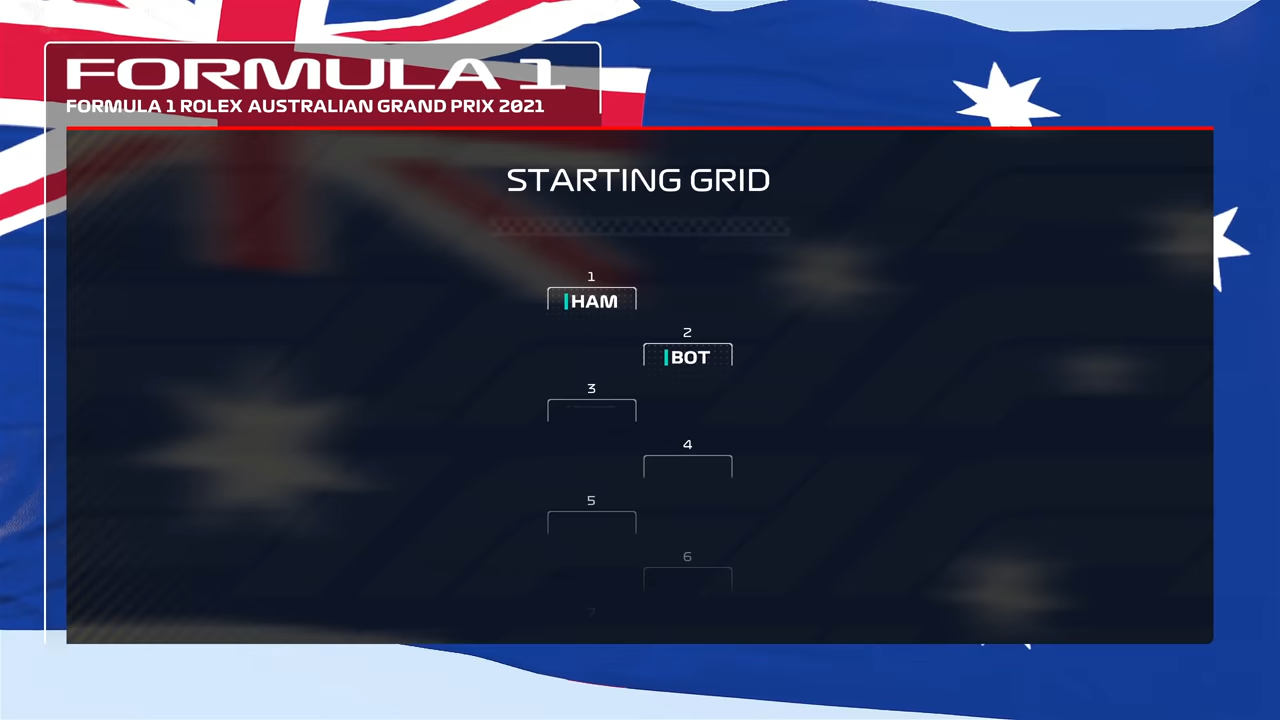 FORMULA 1
FORMULA 1 ROLEX AUSTRALIAN GRAND PRIX 2021
STARTING GRID
1
HAM
2
BOT
3
4
5
6
7